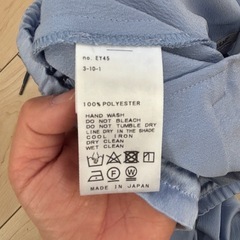 no. EY45
3-10-1
100% POLYESTER
HAND WASH
DO NOT BLEACH
DO NOT TUMBLE DRY
LINE DRY IN THE SHADE
COOL IRON
DRY CLEAN
WET CLEAN
MADE IN JAPAN